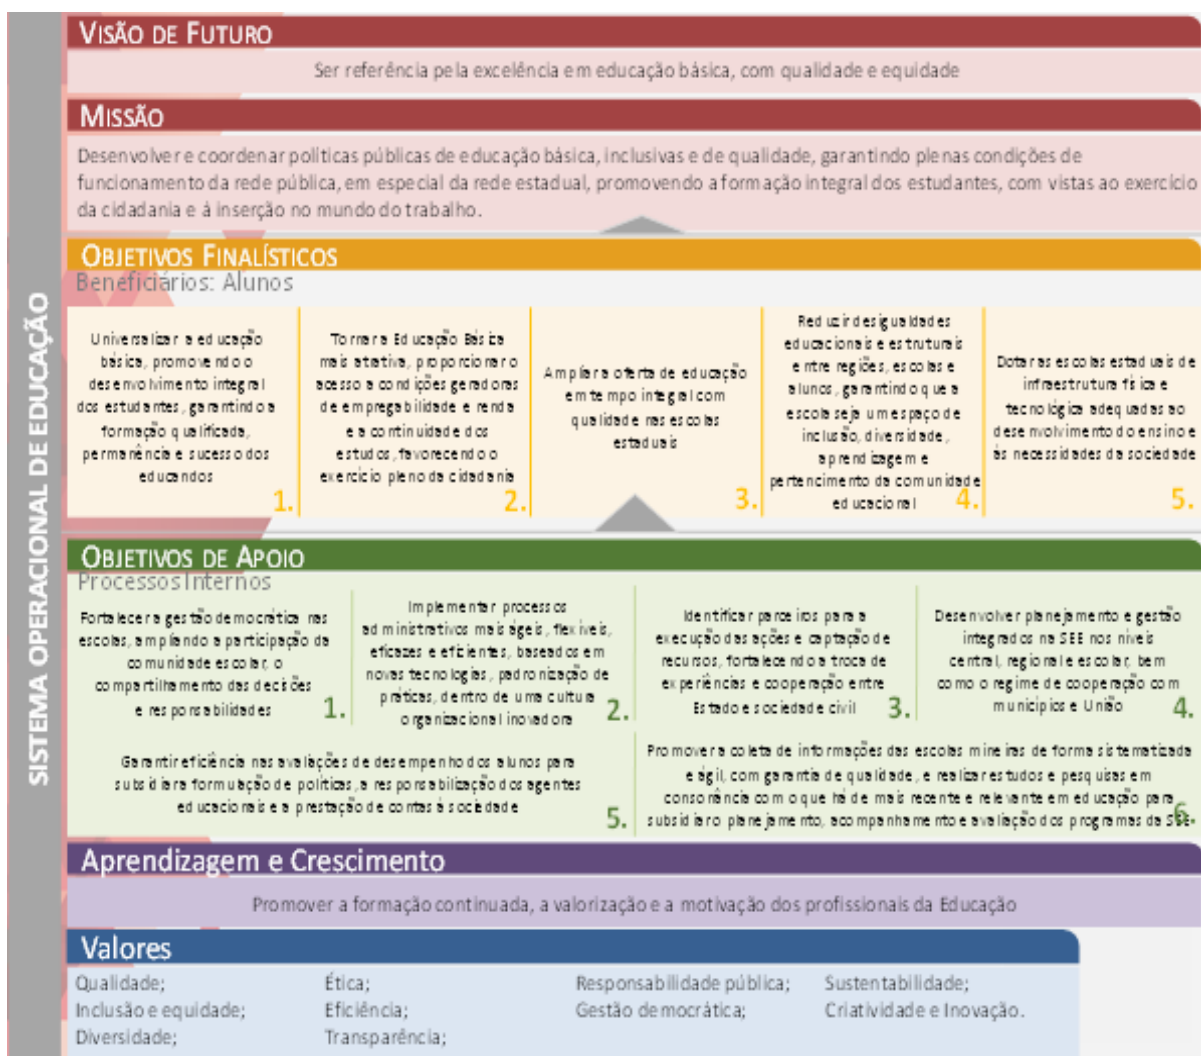 SISTEMA OPERACIONAL DE EDUCAÇÃO
VISÃO DE FUTURO
Ser referência pela excelência em educação básica, com qualidade e equidade
MISSÃO
Desenvolver e coordenar políticas públicas de educação básica, inclusivas e de qualidade, garantindo plenas condições de
funcionamento da rede pública, em especial da rede estadual, promovendo a formação integral dos estudantes, com vistas ao exercício
da cidadania e à inserção no mundo do trabalho.
OBJETIVOS FINALÍSTICOS
Beneficiários: Alunos
Universalizar a educação
básica, promovendo o
desenvolvimento integral
dos estudantes, garantindo a
formação qualificada,
permanência e sucesso dos
educandos
1.
Tornar a Educação Básica
mais atrativa, proporcionar o
acesso a condições geradoras
de empregabilidade e renda
e a continuidade dos
estudos, favorecendo o
exercício pleno da cidadania
2.
Ampliar a oferta de educação
em tempo integral com
qualidade nas escolas
estaduais
3.
Reduzir desigualdades
educacionais e estruturais
entre regiões, escolas e
alunos, garantindo que a
escola seja um espaço de
inclusão, diversidade,
aprendizagem e
pertencimento da comunidade
educacional
4.
Dotar as escolas estaduais de
infraestrutura física e
tecnológica adequadas ao
desenvolvimento do ensino e
às necessidades da sociedade
5.
OBJETIVOS DE APOIO
Processos Internos
Fortalecer a gestão democrática nas
escolas, ampliando a participação da
comunidade escolar, o
compartilhamento das decisões
e responsabilidades
1.
Implementar processos
administrativos mais ágeis, flexíveis,
eficazes e eficientes, baseados em
novas tecnologias, padronização de
práticas, dentro de uma cultura
organizacional inovadora
2.
Identificar parceiros para a
execução das ações e captação de
recursos, fortalecendo a troca de
experiências e cooperação entre
Estado e sociedade civil
3.
Desenvolver planejamento e gestão
integrados na SEE nos níveis
central, regional e escolar, bem
como o regime de cooperação com
municípios e União
4.
Garantir eficiência nas avaliações de desempenho dos alunos para
subsidiar a formulação de políticas, a responsabilização dos agentes
educacionais e a prestação de contas à sociedade
5.
Promover a coleta de informações das escolas mineiras de forma sistematizada
e ágil, com garantia de qualidade, e realizar estudos e pesquisas em
consonância com o que há de mais recente e relevante em educação para
subsidiar o planejamento, acompanhamento e avaliação dos programas da SEE.
6.
Aprendizagem e Crescimento
Promover a formação continuada, a valorização e a motivação dos profissionais da Educação
Valores
Qualidade;
Inclusão e equidade;
Diversidade;
Ética;
Eficiência;
Transparência;
Responsabilidade pública;
Gestão democrática;
Sustentabilidade;
Criatividade e Inovação.